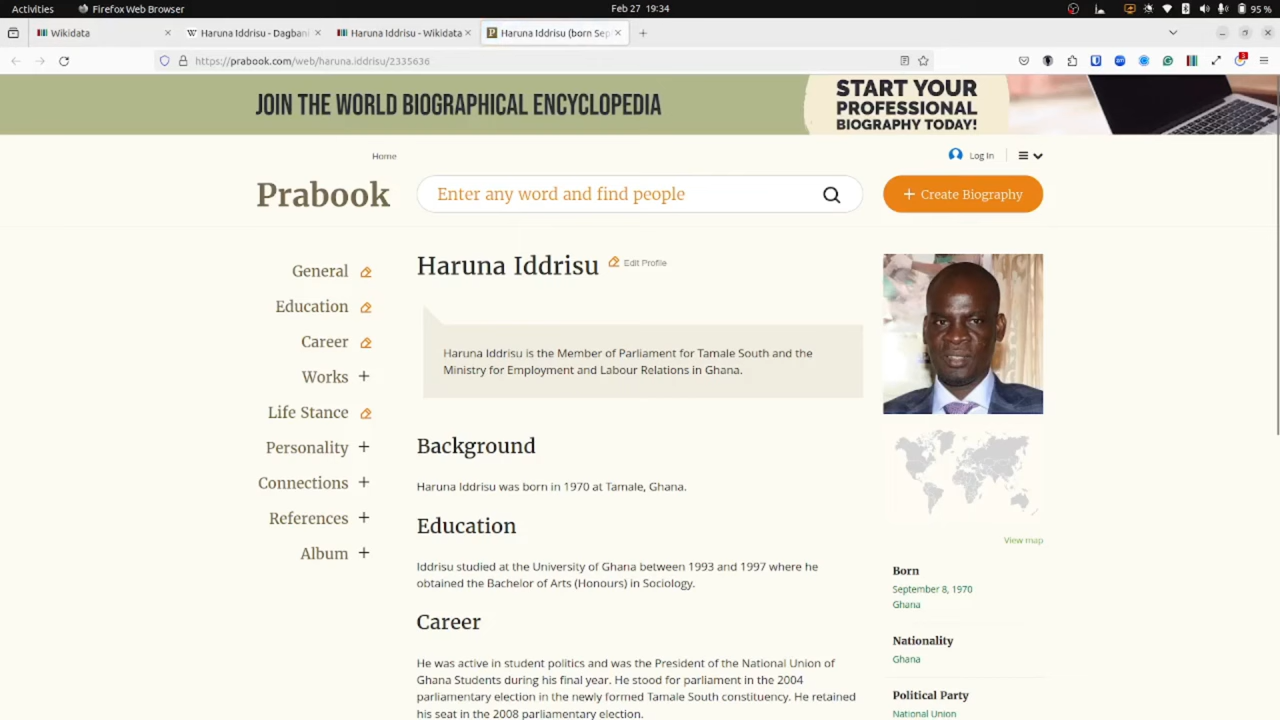 Activities
Firefox Web Browser
Feb 27 19:34
95 %
Wikidata
Haruna Iddrisu - Dagbani
Haruna Iddrisu - Wikidata
Haruna Iddrisu (born Sep
https://prabook.com/web/haruna.iddrisu/2335636
JOIN THE WORLD BIOGRAPHICAL ENCYCLOPEDIA
START YOUR
PROFESSIONAL
BIOGRAPHY TODAY!
Home
Log In
Prabook
Enter any word and find people
+ Create Biography
General
Education
Career
Works +
Life Stance
Personality +
Connections +
References +
Album +
Haruna Iddrisu
Edit Profile
Haruna Iddrisu is the Member of Parliament for Tamale South and the
Ministry for Employment and Labour Relations in Ghana.
Background
Haruna Iddrisu was born in 1970 at Tamale, Ghana.
Education
Iddrisu studied at the University of Ghana between 1993 and 1997 where he
obtained the Bachelor of Arts (Honours) in Sociology.
Career
He was active in student politics and was the President of the National Union of
Ghana Students during his final year. He stood for parliament in the 2004
parliamentary election in the newly formed Tamale South constituency. He retained
his seat in the 2008 parliamentary election.
View map
Born
September 8, 1970
Ghana
Nationality
Ghana
Political Party
National Union